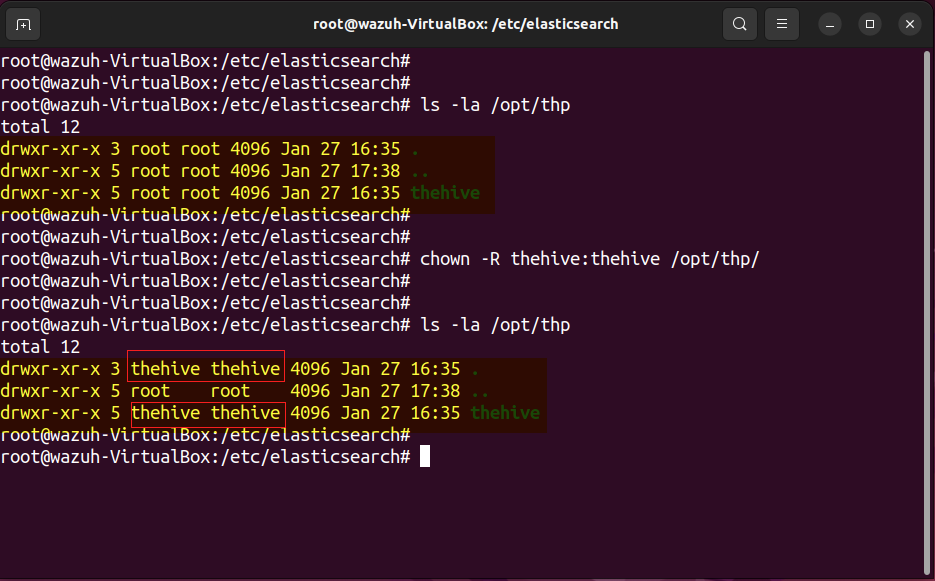 root@wazuh-VirtualBox: /etc/elasticsearch
root@wazuh-VirtualBox:/etc/elasticsearch#
root@wazuh-VirtualBox:/etc/elasticsearch#
root@wazuh-VirtualBox:/etc/elasticsearch# ls -la /opt/thp
total 12
drwxr-xr-x 3 root root 4096 Jan 27 16:35 .
drwxr-xr-x 5 root root 4096 Jan 27 17:38 ..
drwxr-xr-x 5 root root 4096 Jan 27 16:35 thehive
root@wazuh-VirtualBox:/etc/elasticsearch#
root@wazuh-VirtualBox:/etc/elasticsearch#
root@wazuh-VirtualBox:/etc/elasticsearch# chown -R thehive:thehive /opt/thp/
root@wazuh-VirtualBox:/etc/elasticsearch#
root@wazuh-VirtualBox:/etc/elasticsearch#
root@wazuh-VirtualBox:/etc/elasticsearch# ls -la /opt/thp
total 12
drwxr-xr-x 3 thehive thehive 4096 Jan 27 16:35 .
drwxr-xr-x 5 root    root    4096 Jan 27 17:38 ..
drwxr-xr-x 5 thehive thehive 4096 Jan 27 16:35 thehive
root@wazuh-VirtualBox:/etc/elasticsearch#
root@wazuh-VirtualBox:/etc/elasticsearch#